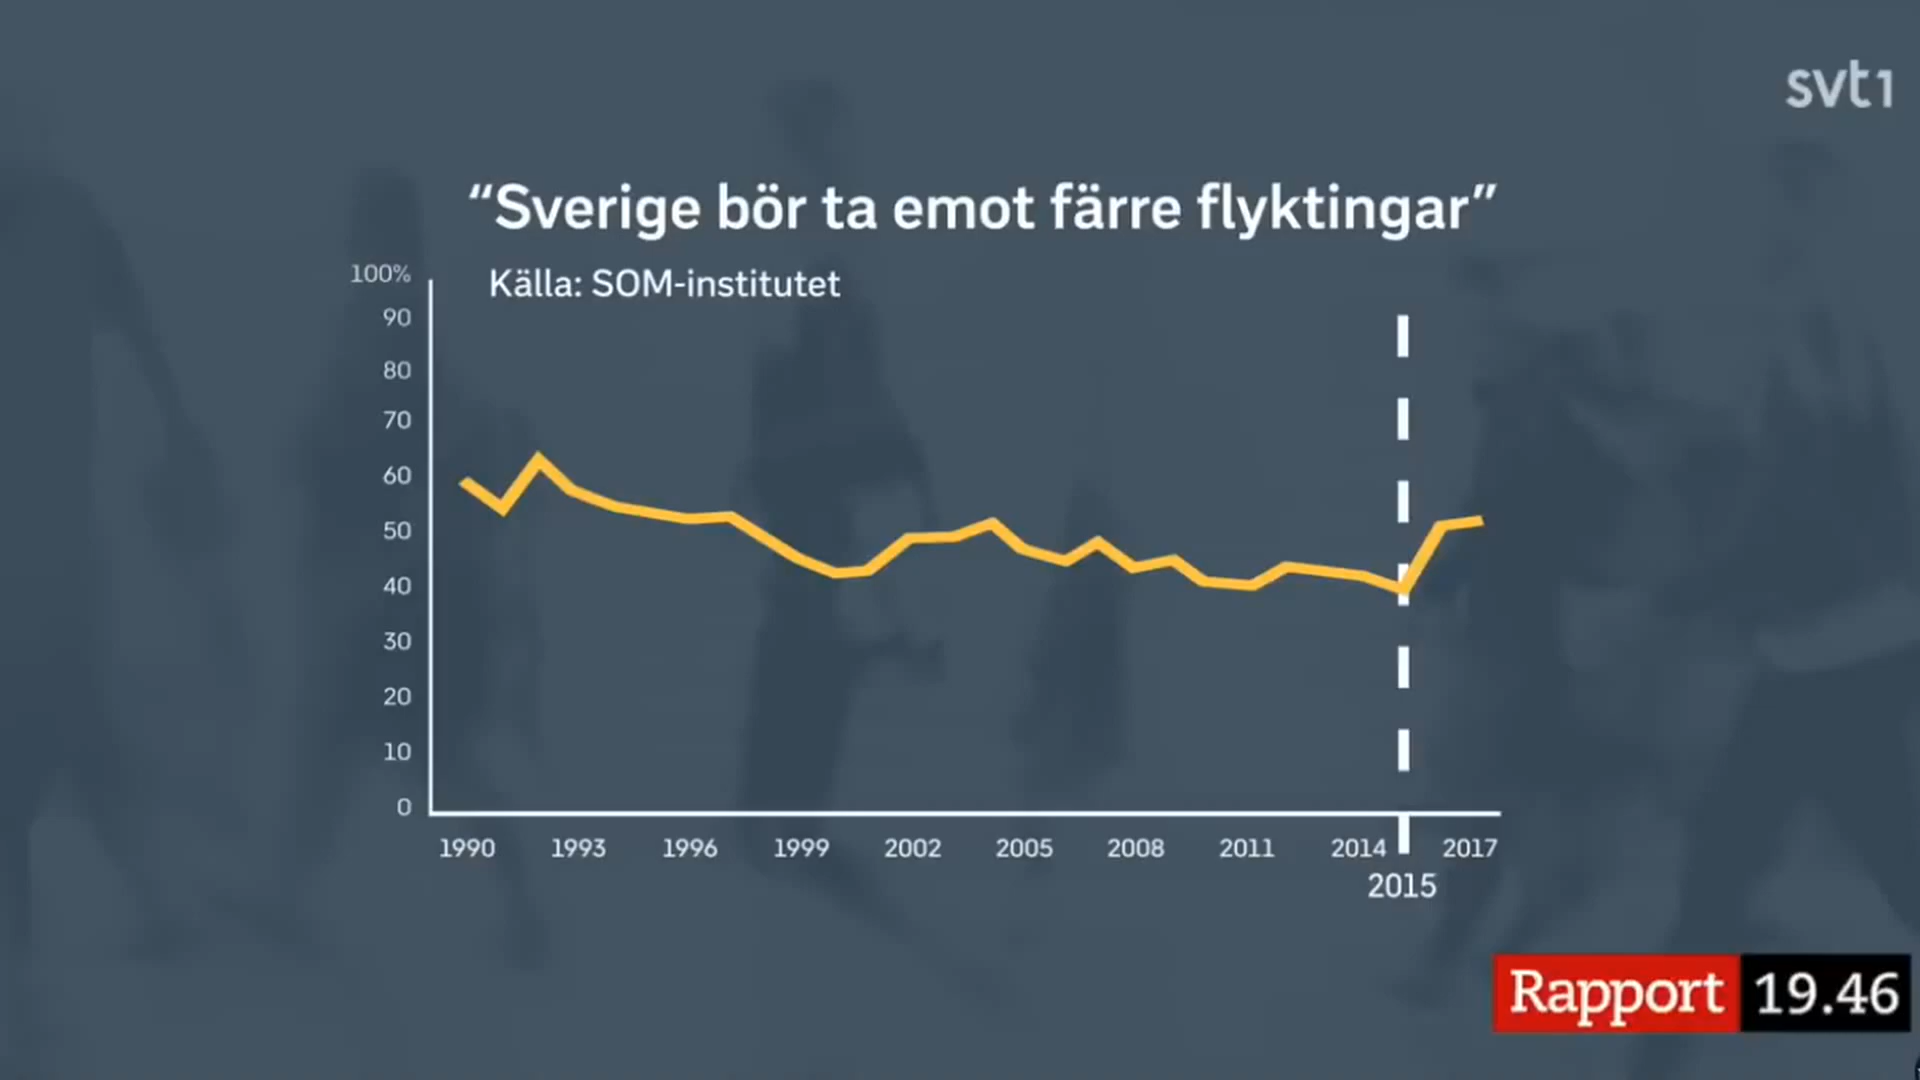 svt1
“Sverige bör ta emot färre flyktingar”
Källa: SOM-institutet
100%
90
80
70
60
50
40
30
20
10
0
1990 1993 1996 1999 2002 2005 2008 2011 2014 2017
2015
Rapport 19.46